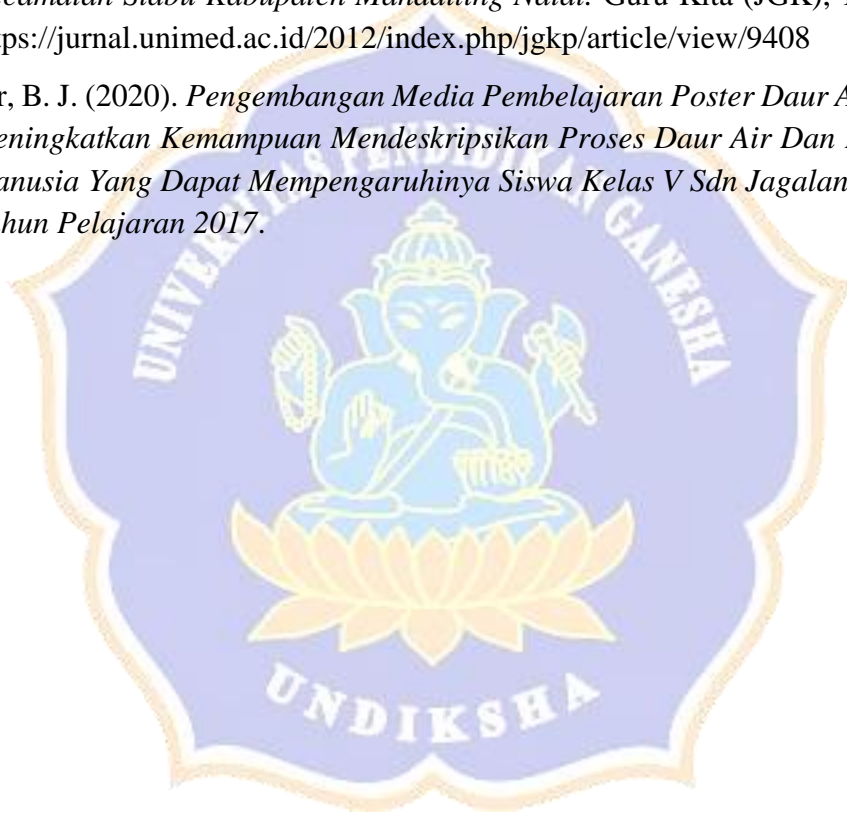 Kecamatan Siabu Kabupaten Mandailing Natal. Guru Kita (JGK),
https://jurnal.unimed.ac.id/2012/index.php/jgkp/article/view/9408
r, B. J. (2020). Pengembangan Media Pembelajaran Poster Daur A
eningkatkan Kemampuan Mendeskripsikan Proses Daur Air Dan
anusia Yang Dapat Mempengaruhinya Siswa Kelas V Sdn Jagalan
hun Pelajaran 2017.
UNIVERSITAS PENDIDIKAN GANESHA
UNDIKSHA